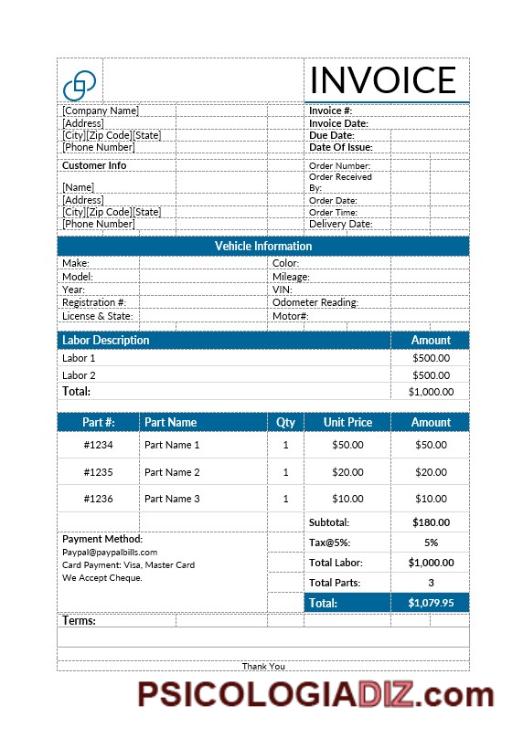 INVOICE
[Company Name] Invoice #:
[Address] Invoice Date:
[City][Zip Code][State] Due Date:
[Phone Number] Date Of Issue:
Customer Info Order Number:
Order Received
[Name] By:
[Address] Order Date:
[City][Zip Code][State] Order Time:
[Phone Number] Delivery Date:
Vehicle Information
Make: Color:
Model: Mileage:
Year: VIN:
Registration #: Odometer Reading:
License & State: Motor#:
Labor Description Amount
Labor 1 $500.00
Labor 2 $500.00
Total: $1,000.00
Part #: Part Name Qty Unit Price Amount
#1234 Part Name 1 1 $50.00 $50.00
#1235 Part Name 2 1 $20.00 $20.00
#1236 Part Name 3 1 $10.00 $10.00
Subtotal: $180.00
Payment Method: Tax@5%: 5%
Paypal@paypalbills.com
Card Payment: Visa, Master Card Total Labor: $1,000.00
We Accept Cheque. Total Parts: 3
Total: $1,079.95
Terms:
Thank You
PSICOLOGIADIZ.com